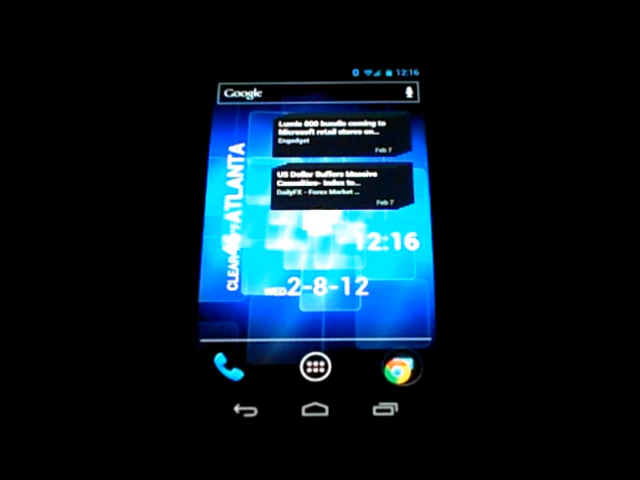 12:16
Google
Lumia 800 bundle coming to
Microsoft retail stores on...
Engadget
Feb 7
US Dollar Suffers Massive
Casualties- Index to...
DailyFX - Forex Market ...
Feb 7
ATLANTA
CLEAR
12:16
WED 2-8-12